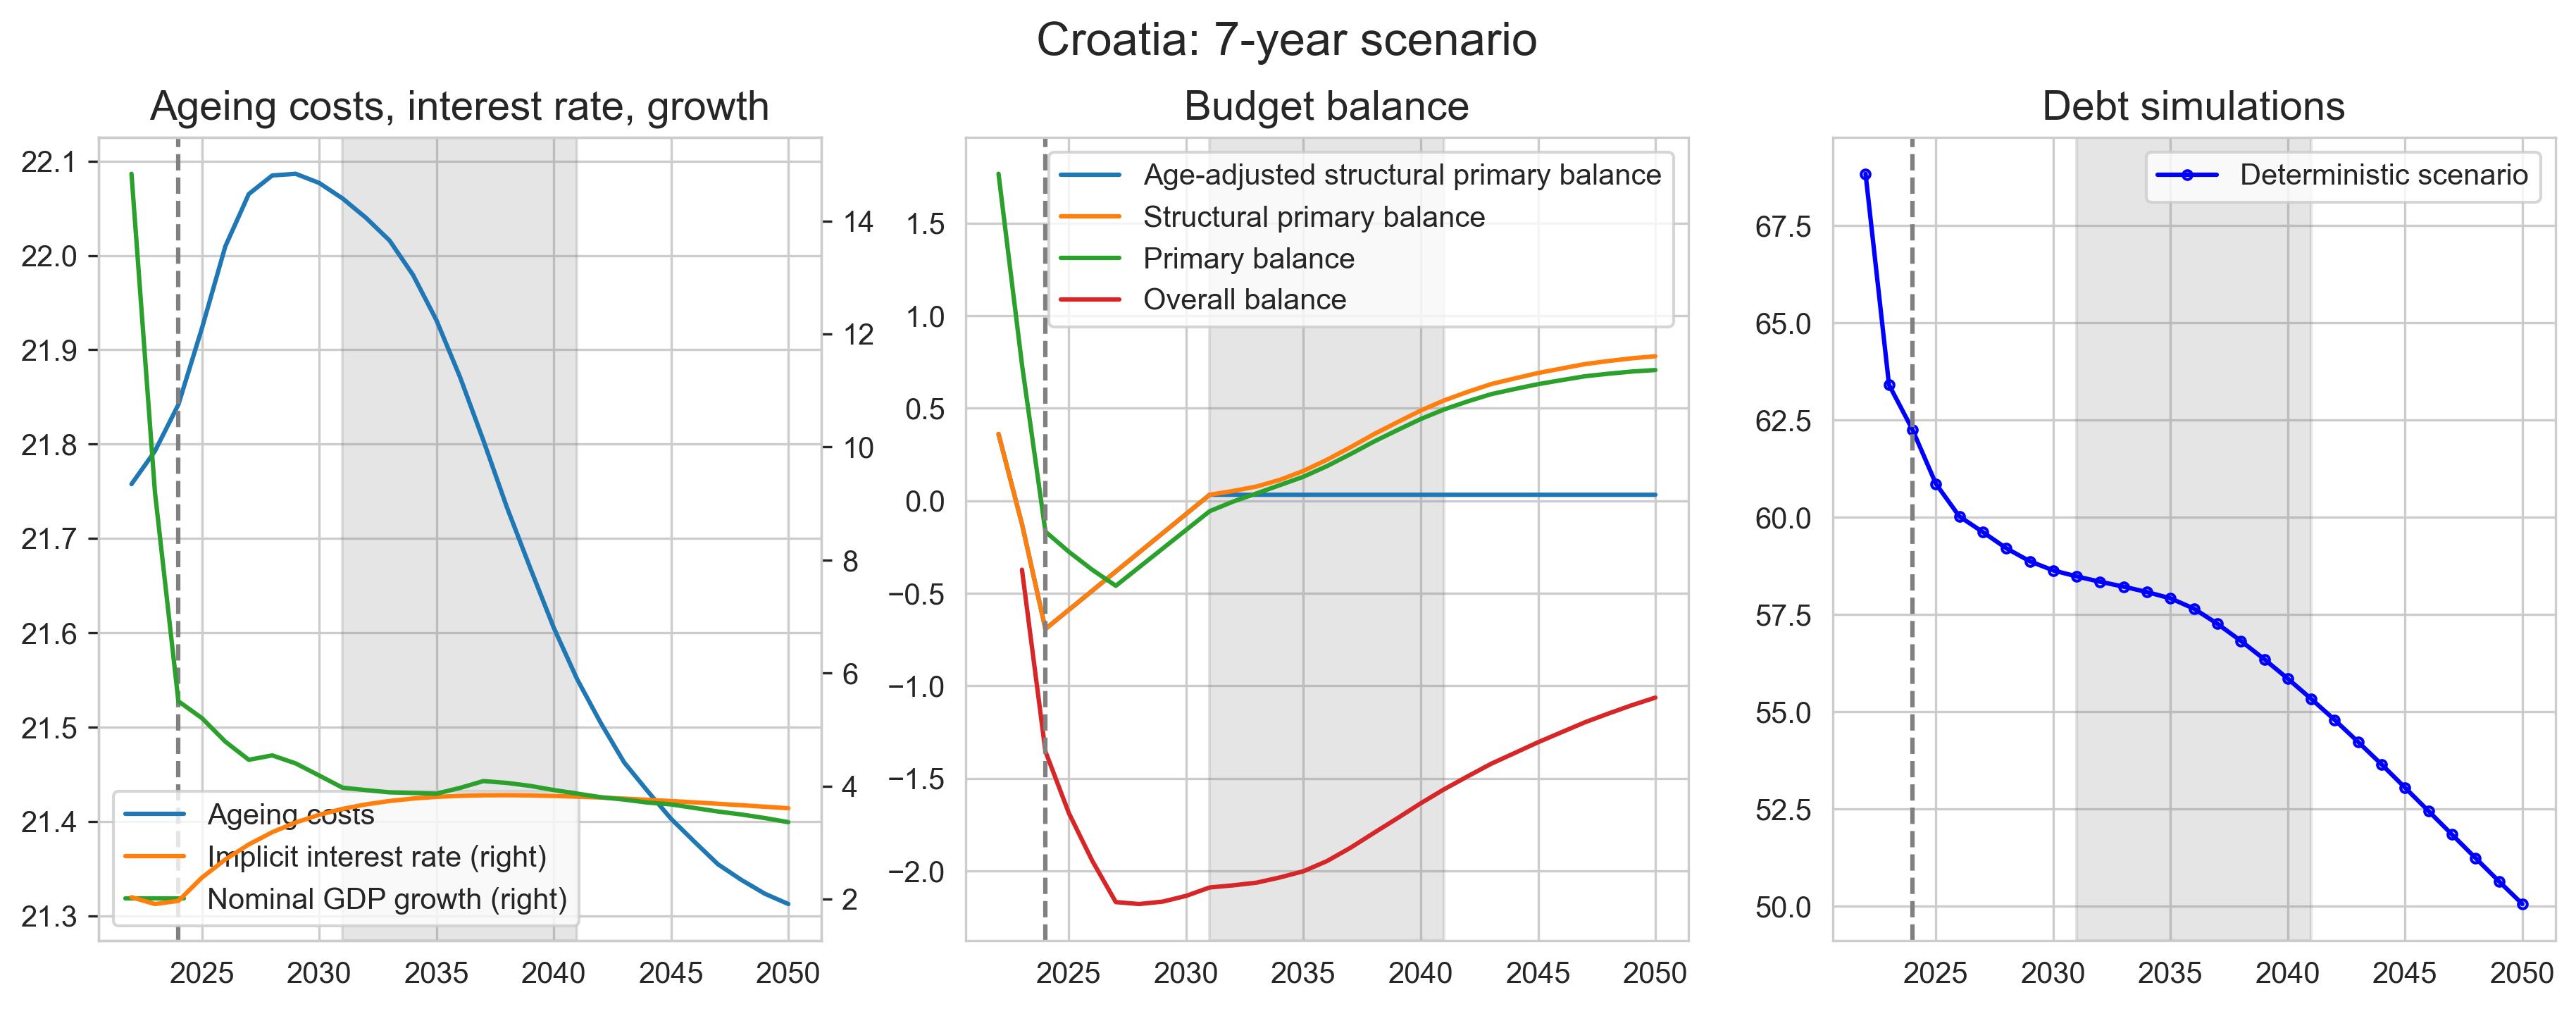 Croatia: 7-year scenario
Ageing costs, interest rate, growth
22.1
22.0
21.9
21.8
21.7
21.6
21.5
21.4
21.3
14
12
10
8
6
4
2
Ageing costs
Implicit interest rate (right)
Nominal GDP growth (right)
2025 2030 2035 2040 2045 2050
Budget balance
1.5
1.0
0.5
0.0
−0.5
−1.0
−1.5
−2.0
Age-adjusted structural primary balance
Structural primary balance
Primary balance
Overall balance
2025 2030 2035 2040 2045 2050
Debt simulations
67.5
65.0
62.5
60.0
57.5
55.0
52.5
50.0
Deterministic scenario
2025 2030 2035 2040 2045 2050